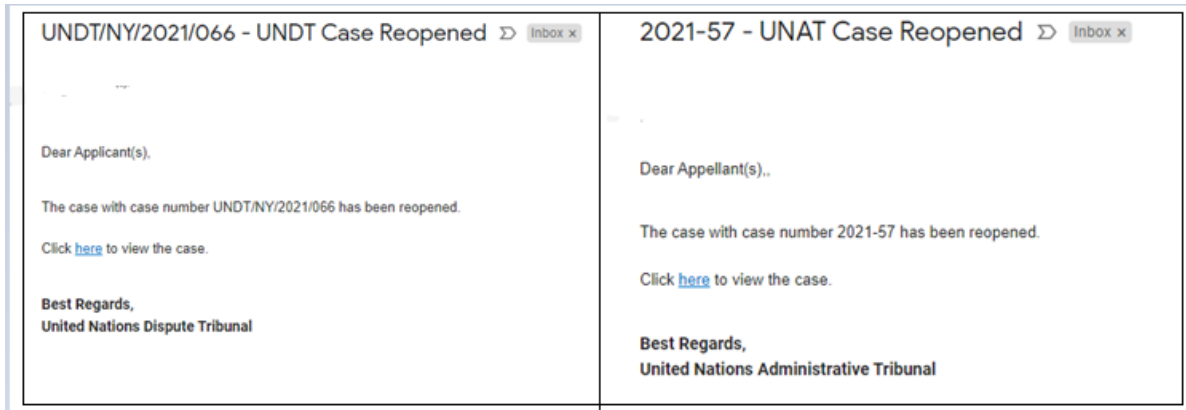 UNDT/NY/2021/066 - UNDT Case Reopened Inbox x
Dear Applicant(s),
The case with case number UNDT/NY/2021/066 has been reopened.
Click here to view the case.
Best Regards,
United Nations Dispute Tribunal
2021-57 - UNAT Case Reopened Inbox x
Dear Appellant(s),,
The case with case number 2021-57 has been reopened.
Click here to view the case.
Best Regards,
United Nations Administrative Tribunal